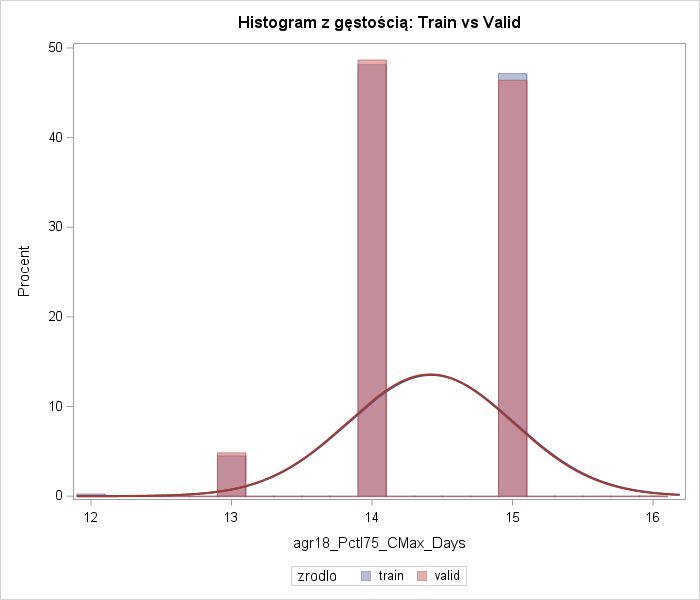 Histogram z gęstością: Train vs Valid
Procent
50
40
30
20
10
0
12 13 14 15 16
agr18_Pctl75_CMax_Days
zrodlo train valid